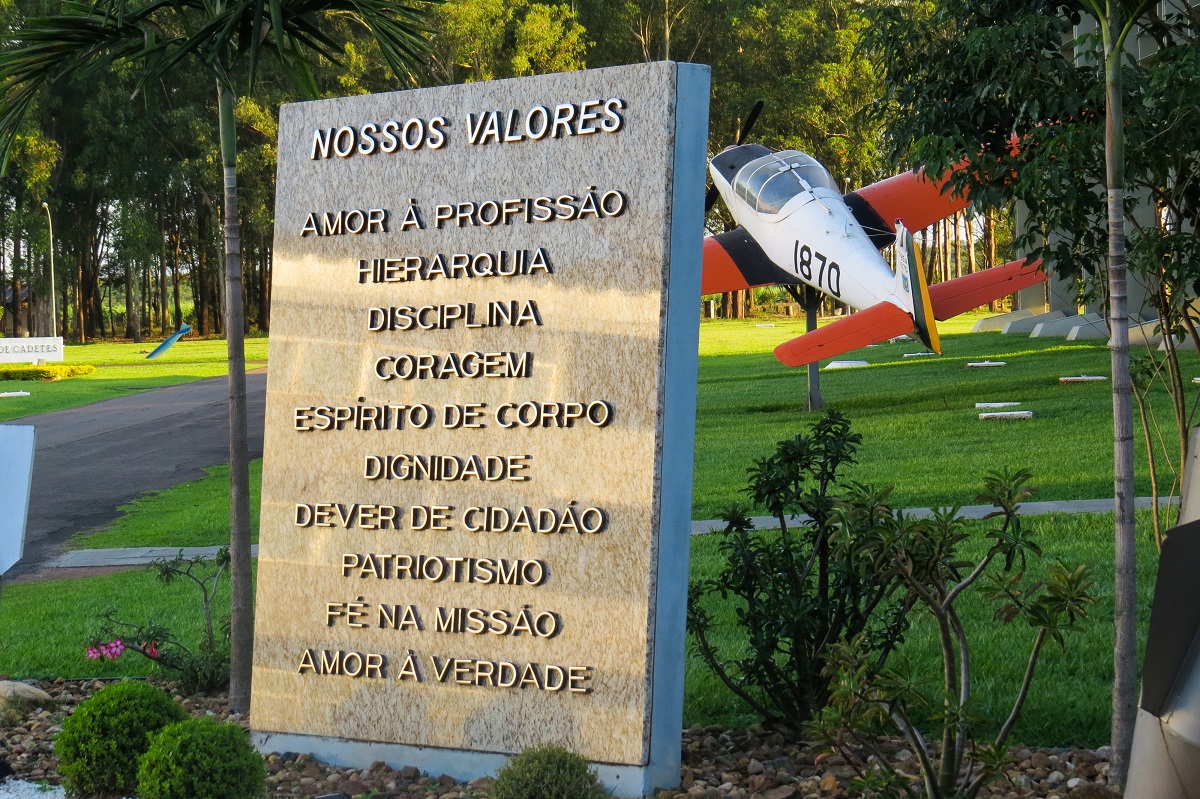 NOSSOS VALORES
AMOR À PROFISSÃO
HIERARQUIA
DISCIPLINA
CORAGEM
ESPÍRITO DE CORPO
DIGNIDADE
DEVER DE CIDADÃO
PATRIOTISMO
FÉ NA MISSÃO
AMOR À VERDADE
1870
DE CADETES